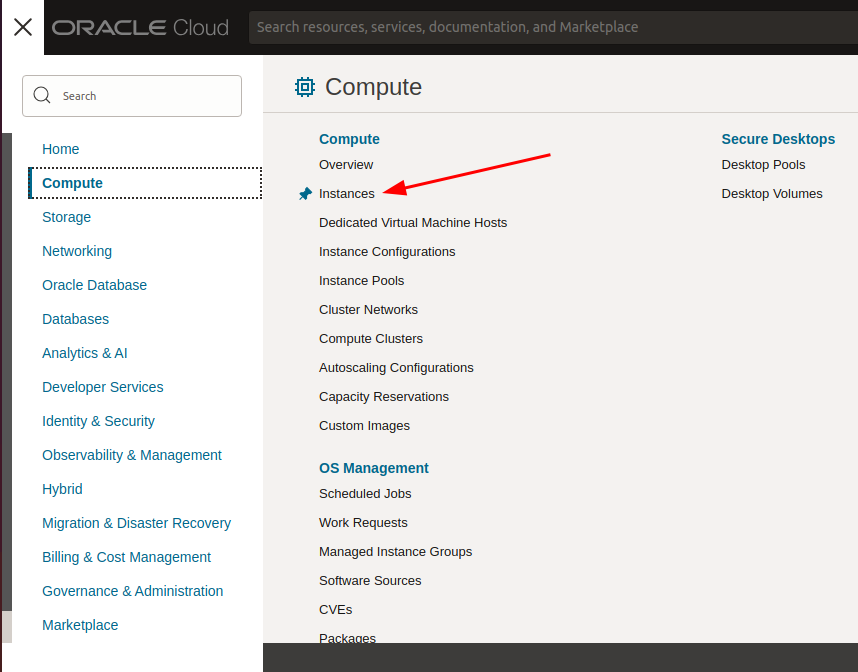 ORACLE Cloud
Search resources, services, documentation, and Marketplace
Search
Home
Compute
Storage
Networking
Oracle Database
Databases
Analytics & AI
Developer Services
Identity & Security
Observability & Management
Hybrid
Migration & Disaster Recovery
Billing & Cost Management
Governance & Administration
Marketplace
Compute
Compute
Overview
Instances
Dedicated Virtual Machine Hosts
Instance Configurations
Instance Pools
Cluster Networks
Compute Clusters
Autoscaling Configurations
Capacity Reservations
Custom Images
OS Management
Scheduled Jobs
Work Requests
Managed Instance Groups
Software Sources
CVEs
Packages
Secure Desktops
Desktop Pools
Desktop Volumes